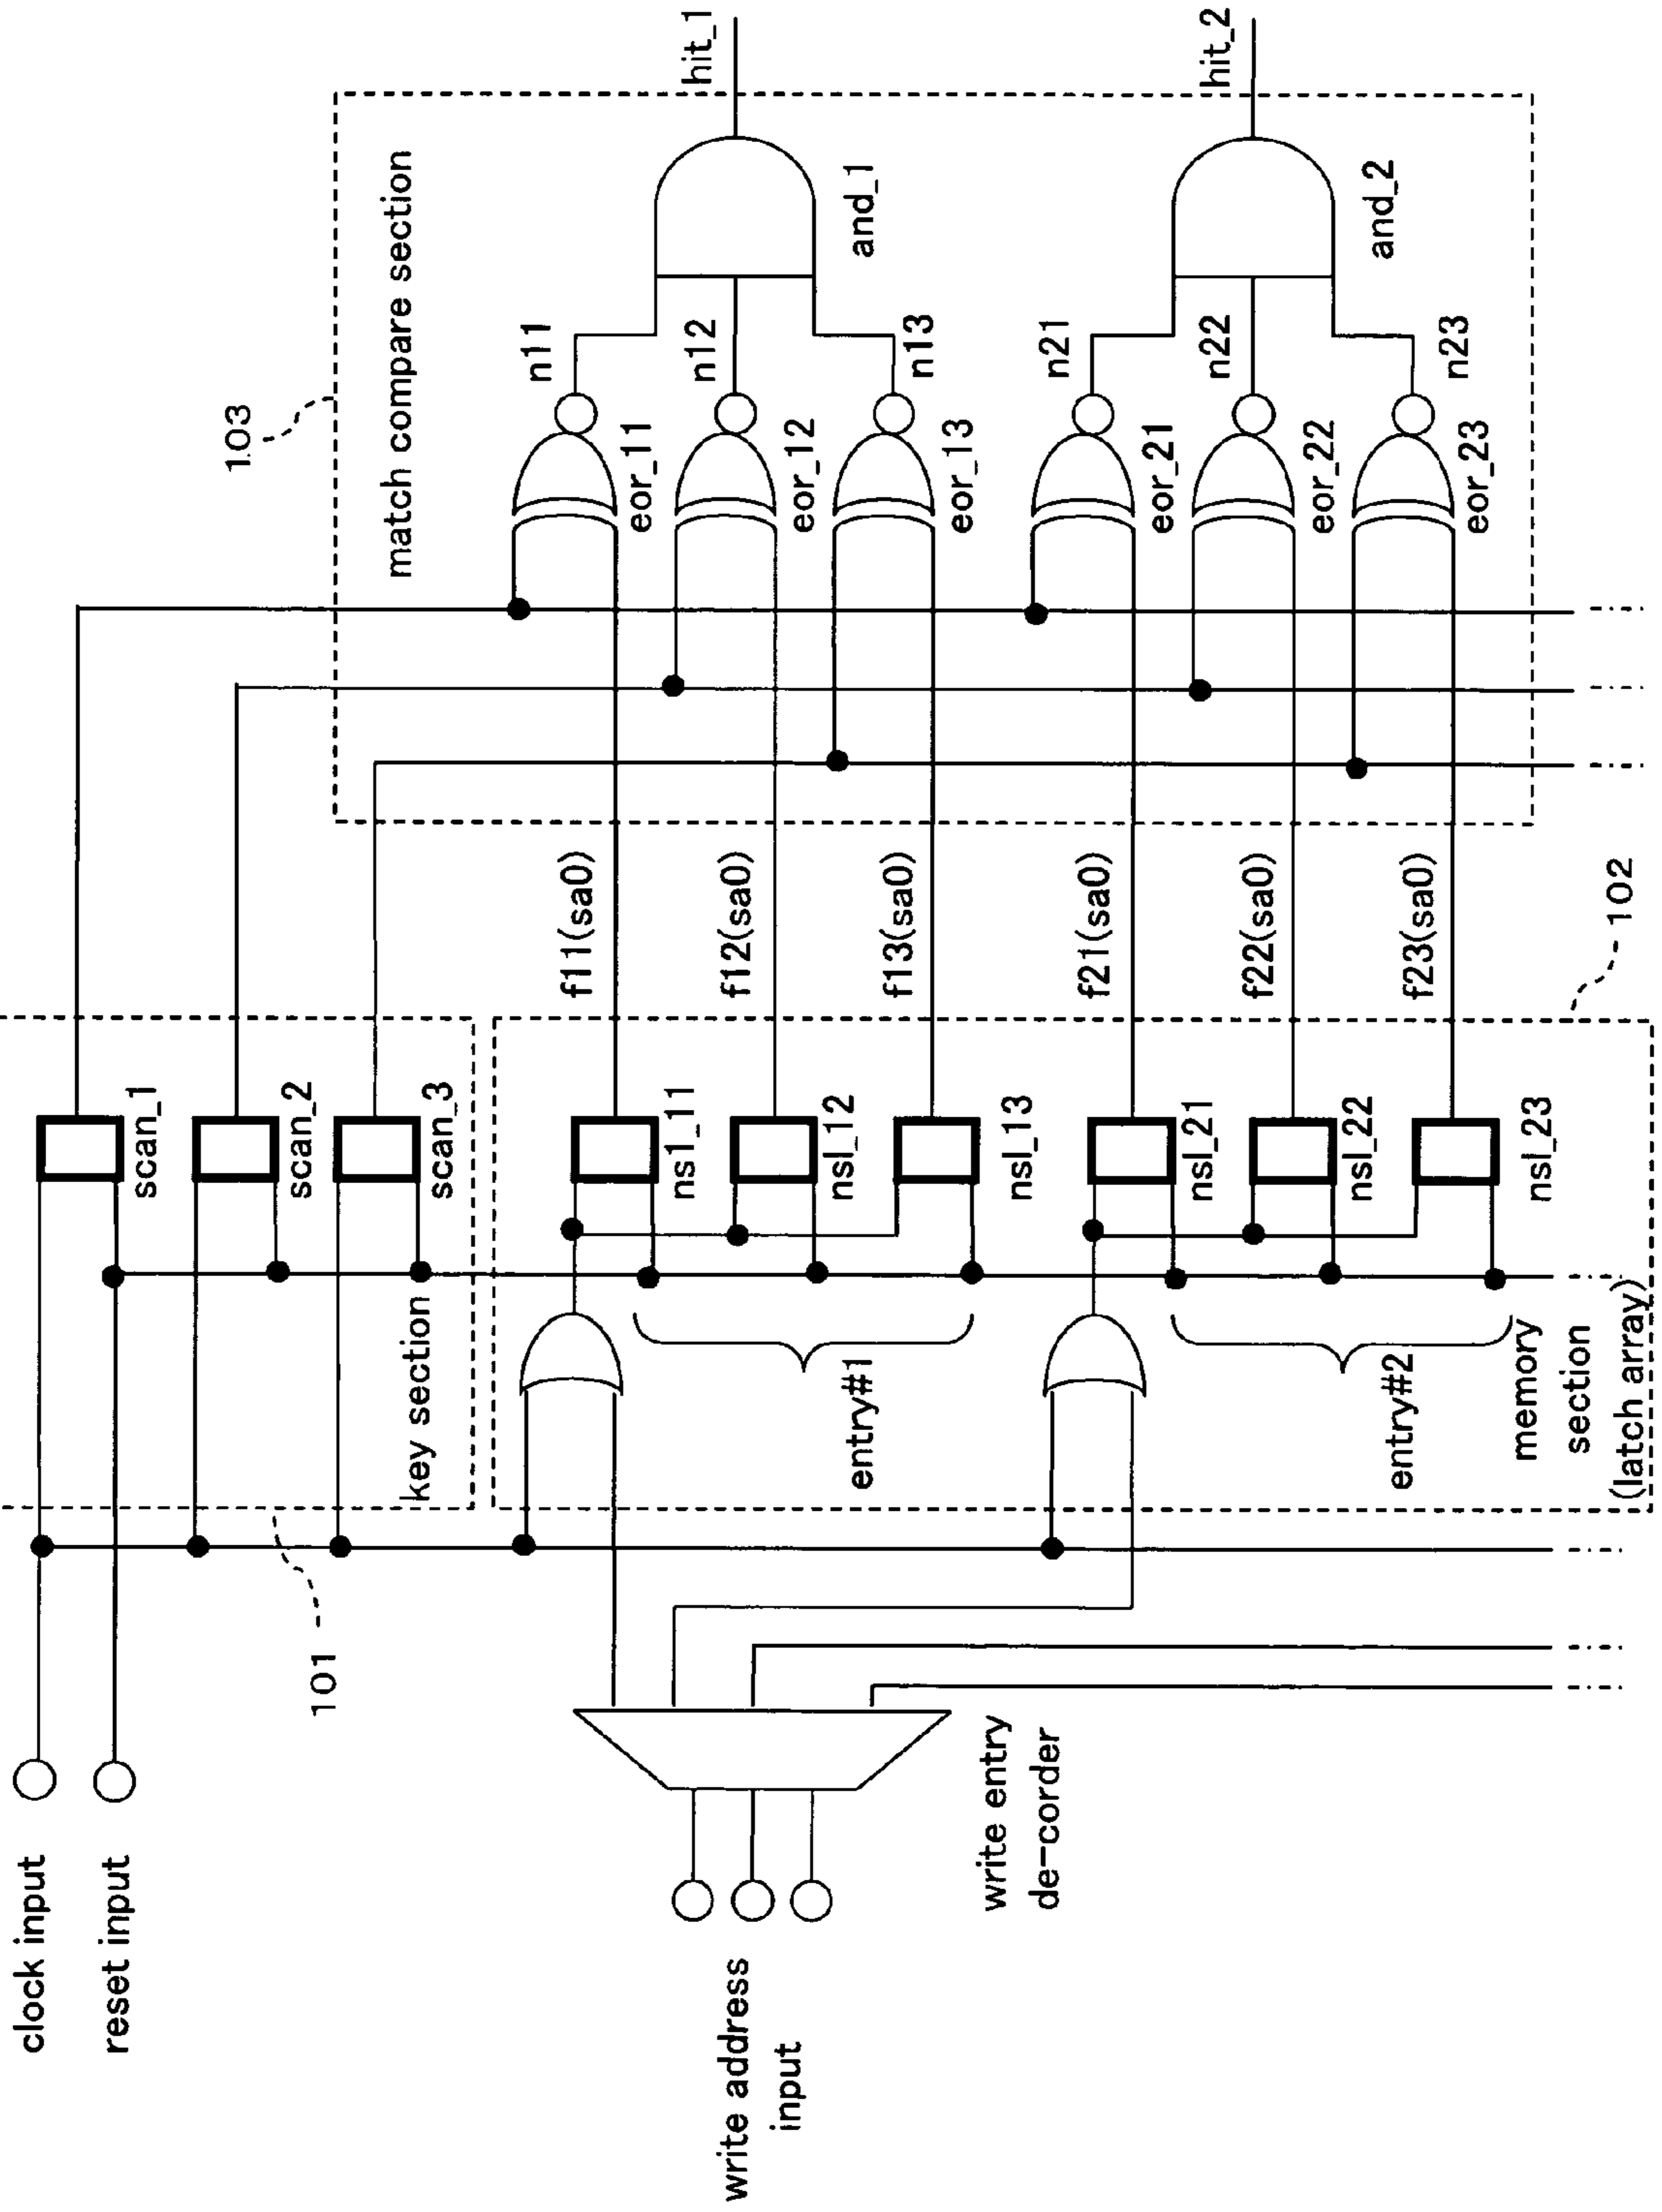 clock input
reset input
write address
input
write entry
de-corder
101
key section
scan_1
scan_2
scan_3
entry#1
entry#2
memory
section
(latch array)
102
ns1_11
nsl_12
nsl_13
nsl_21
nsl_22
nsl_23
f11(sa0)
f12(sa0)
f13(sa0)
f21(sa0)
f22(sa0)
f23(sa0)
103
match compare section
eor_11
eor_12
eor_13
eor_21
eor_22
eor_23
n11
n12
n13
n21
n22
n23
and_1
and_2
hit_1
hit_2